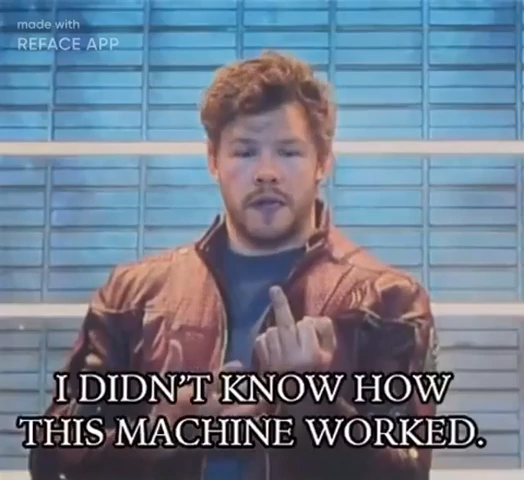 made with
REFACE APP
I DIDN'T KNOW HOW
THIS MACHINE WORKED.